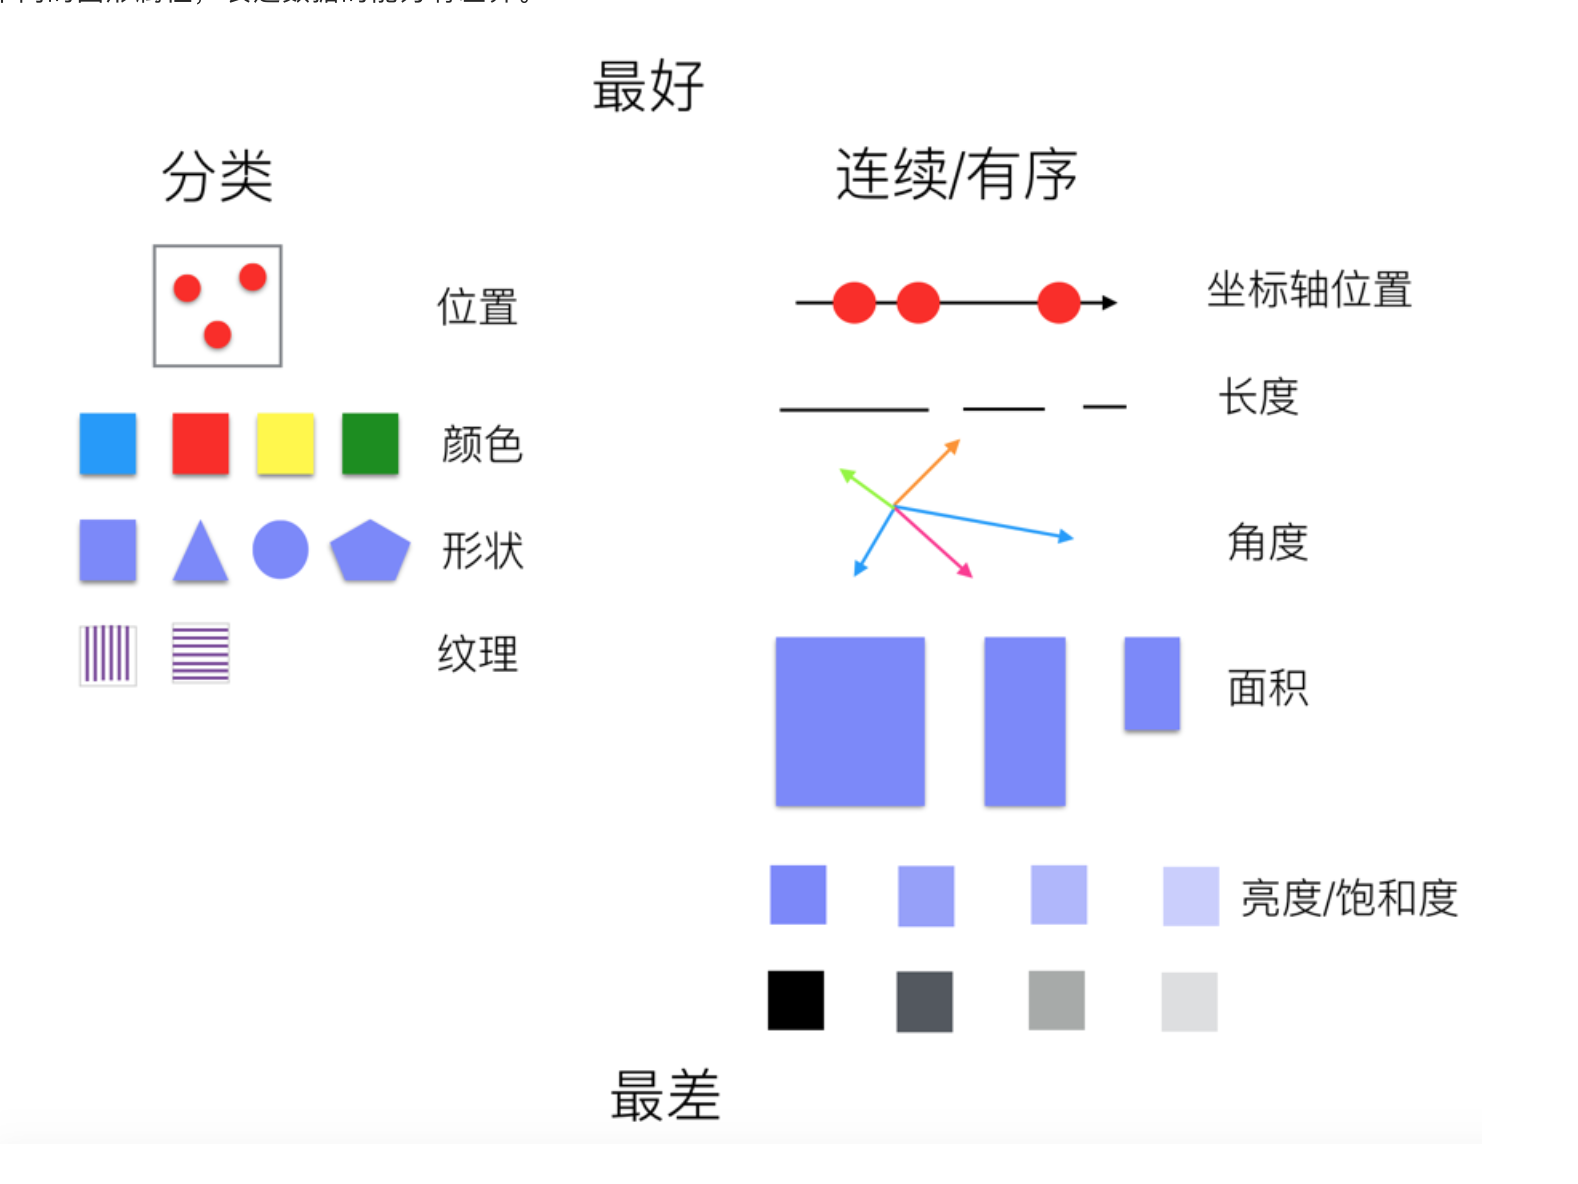 最好
分类
连续/有序
位置
坐标轴位置
颜色
长度
形状
角度
纹理
面积
亮度/饱和度
最差